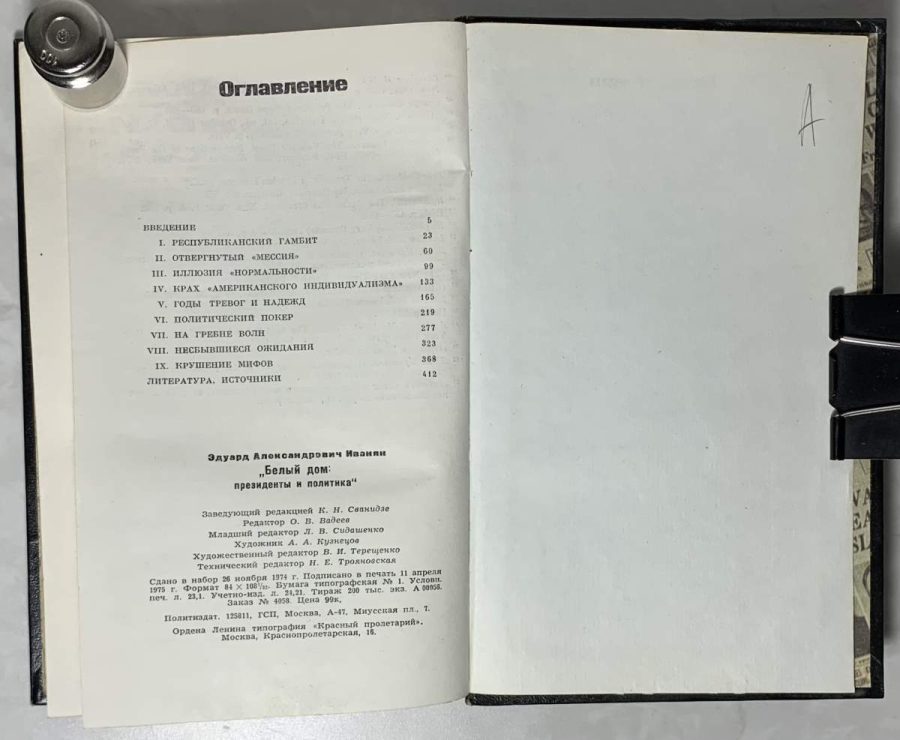 Оглавление
ВВЕДЕНИЕ 5
I. РЕСПУБЛИКАНСКИЙ ГАМБИТ 23
II. ОТВЕРГНУТЫЙ «МЕССИЯ» 60
III. ИЛЛЮЗИЯ «НОРМАЛЬНОСТИ» 99
IV. КРАХ «АМЕРИКАНСКОГО ИНДИВИДУАЛИЗМА» 133
V. ГОДЫ ТРЕВОГ И НАДЕЖД 165
VI. ПОЛИТИЧЕСКИЙ ПОКЕР 219
VII. НА ГРЕБНЕ ВОЛН 277
VIII. НЕСБЫВШИЕСЯ ОЖИДАНИЯ 323
IX. КРУШЕНИЕ МИФОВ 368
ЛИТЕРАТУРА, ИСТОЧНИКИ 412
Эдуард Александрович Иванян
„Белый дом:
президенты и политика“
Заведующий редакцией К. Н. Сванидзе
Редактор О. В. Вадеев
Младший редактор Л. В. Сидашенко
Художник А. А. Кузнецов
Художественный редактор В. И. Терещенко
Технический редактор Н. Е. Трояновская
Сдано в набор 26 ноября 1974 г. Подписано в печать 11 апреля
1975 г. Формат 84 × 108 1/32. Бумага типографская № 1. Условн.
печ. л. 23,1. Учетно-изд. л. 24,21. Тираж 200 тыс. экз. А 00056.
Заказ № 4058. Цена 99к.
Политиздат. 125811, ГСП, Москва, А-47, Миусская пл., 7.
Ордена Ленина типография «Красный пролетарий».
Москва, Краснопролетарская, 16.
А
100